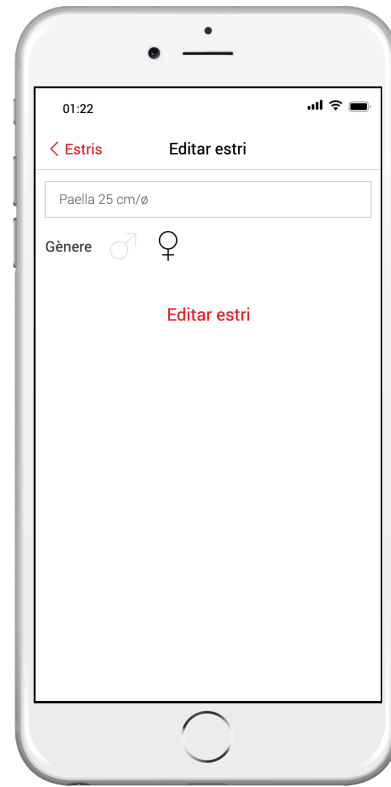 01:22
< Estris Editar estri
Paella 25 cm/ø
Gènere ♂ ♀
Editar estri